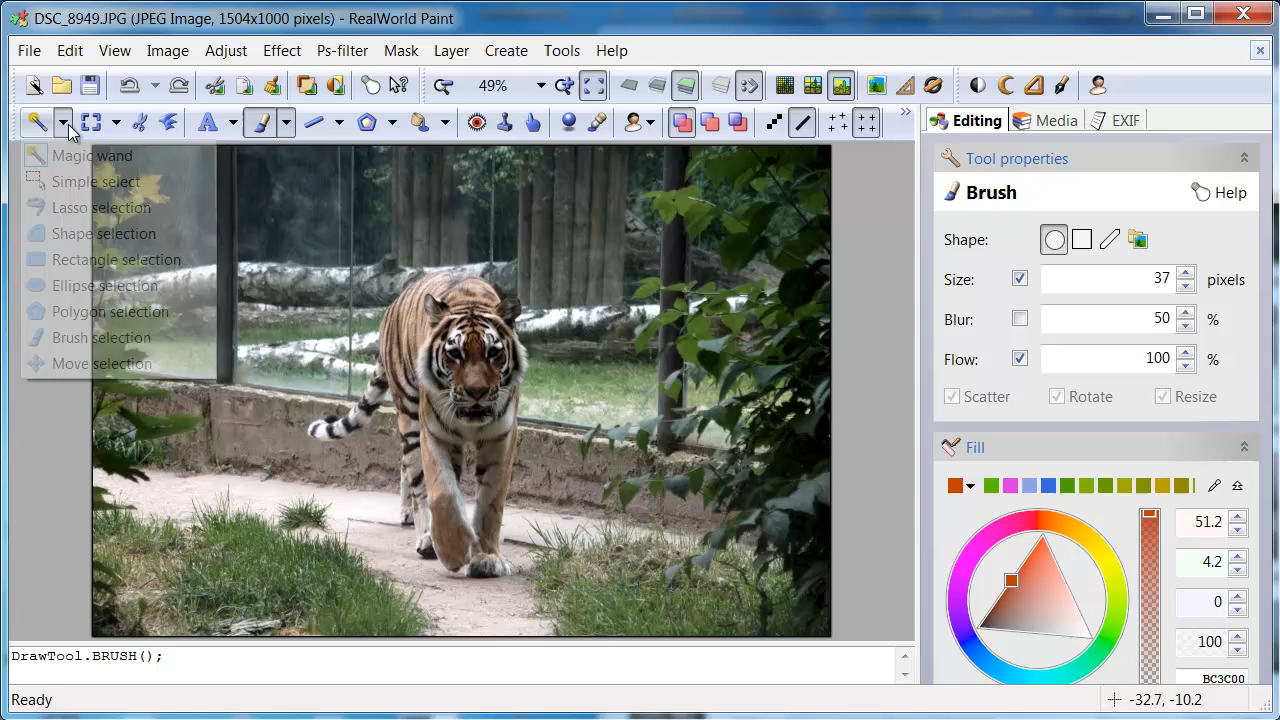 DSC_8949.JPG (JPEG Image, 1504x1000 pixels) - RealWorld Paint
File Edit View Image Adjust Effect Ps-filter Mask Layer Create Tools Help
49%
Editing Media EXIF
Magic wand
Simple select
Lasso selection
Shape selection
Rectangle selection
Ellipse selection
Polygon selection
Brush selection
Move selection
Tool properties
Brush Help
Shape:
Size: 37 pixels
Blur: 50 %
Flow: 100 %
Scatter Rotate Resize
Fill
51.2
4.2
0
100
BC3C00
DrawTool.BRUSH();
Ready -32.7, -10.2